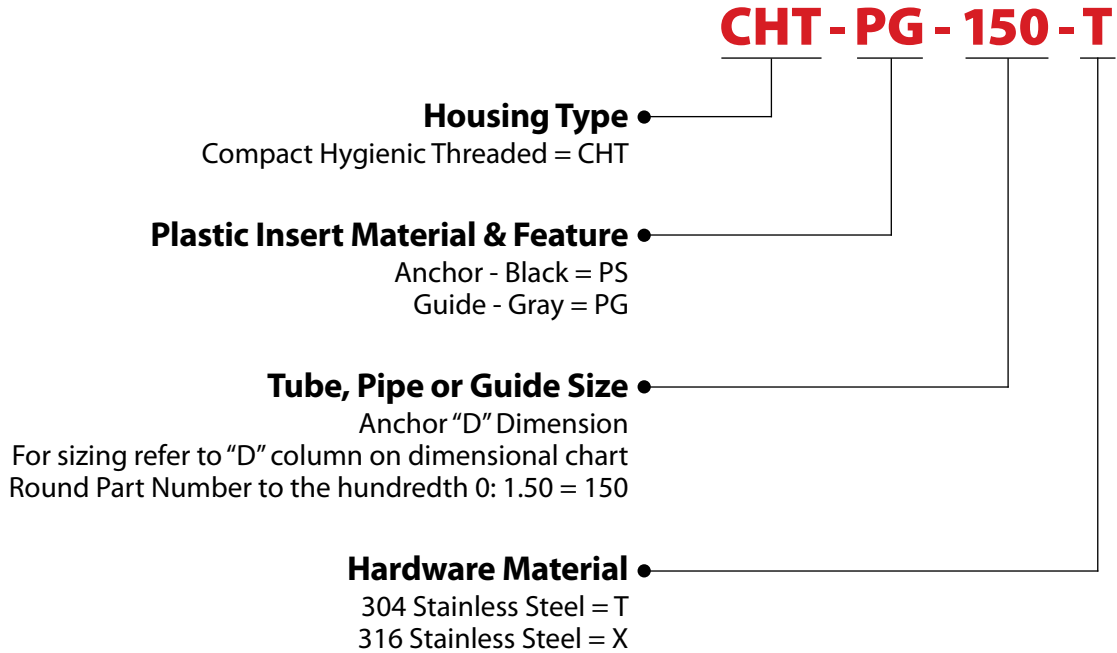 CHT - PG - 150 - T
Housing Type
Compact Hygienic Threaded = CHT
Plastic Insert Material & Feature
Anchor - Black = PS
Guide - Gray = PG
Tube, Pipe or Guide Size
Anchor “D” Dimension
For sizing refer to “D” column on dimensional chart
Round Part Number to the hundredth 0: 1.50 = 150
Hardware Material
304 Stainless Steel = T
316 Stainless Steel = X